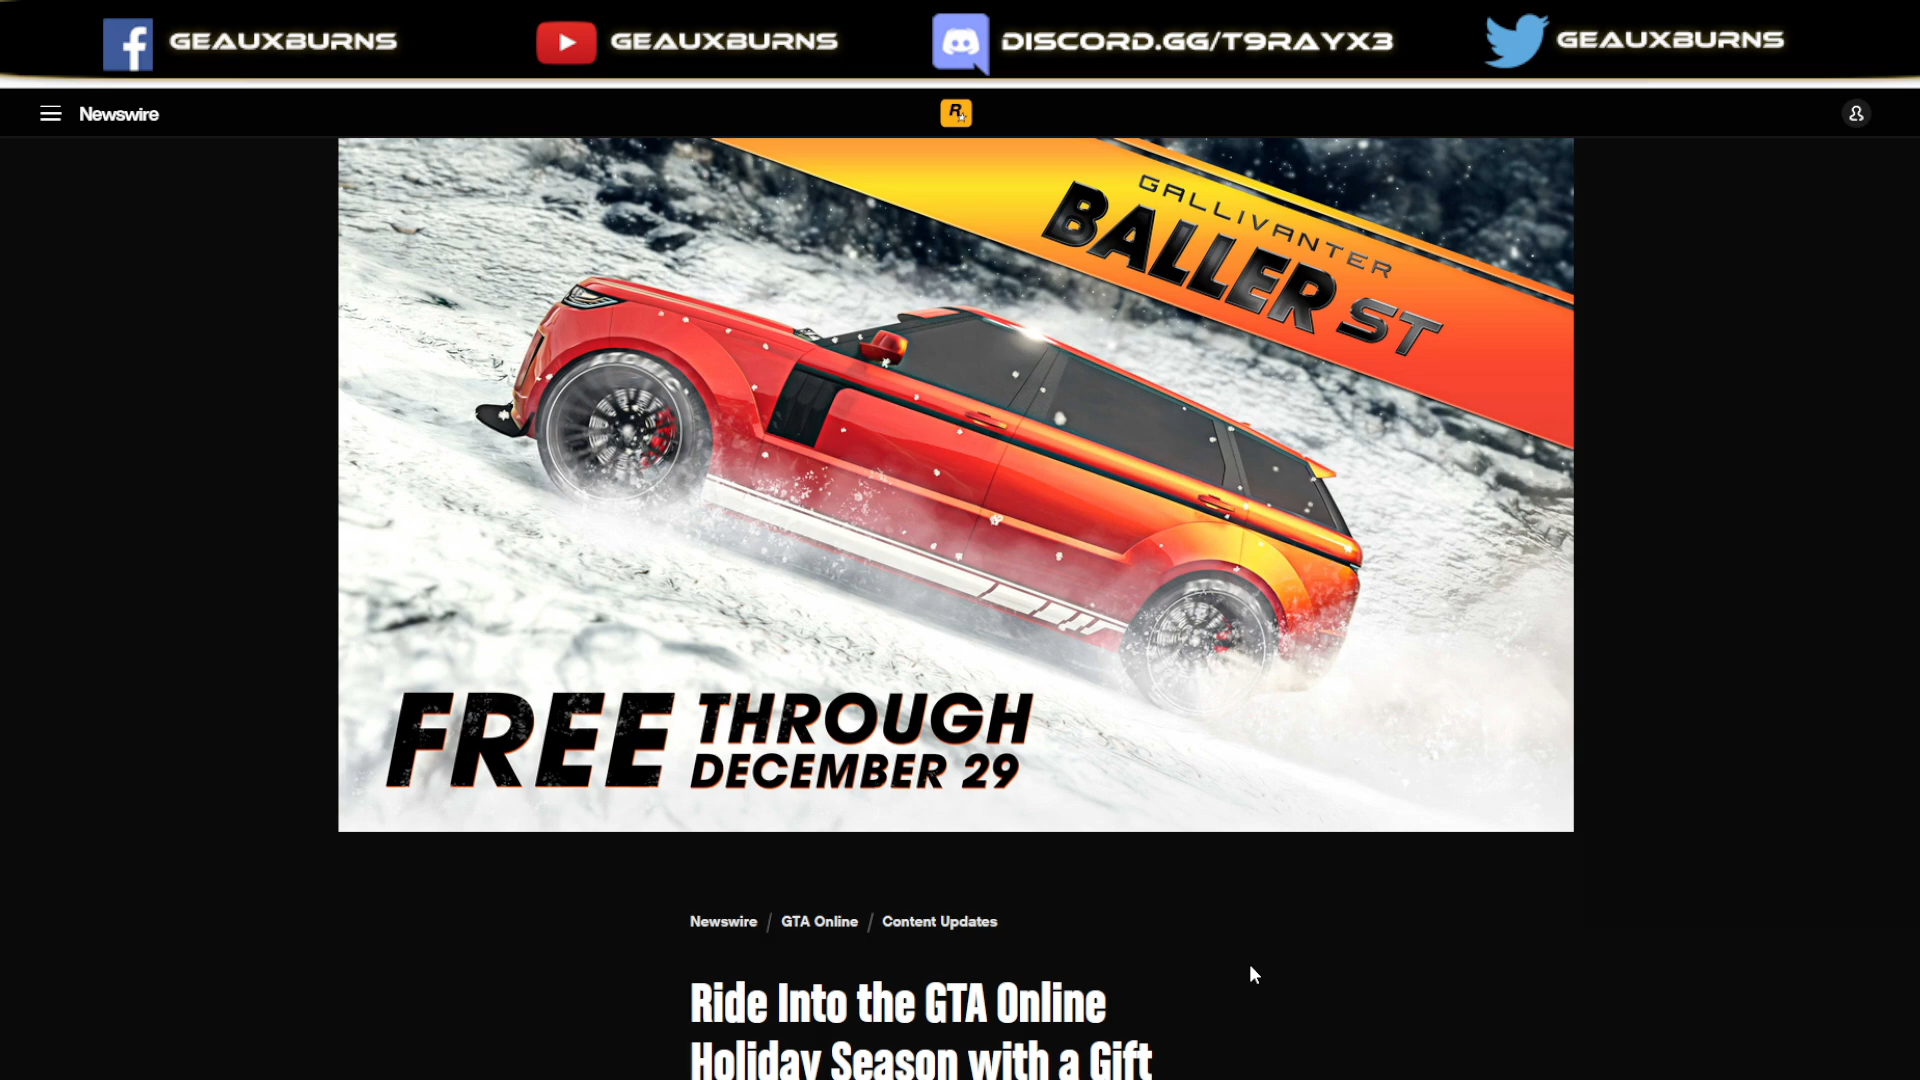 GEAUXBURNS
GEAUXBURNS
DISCORD.GG/T9RAYX3
GEAUXBURNS
Newswire
R
GALLIVANTER
BALLER ST
FREE THROUGH
DECEMBER 29
Newswire / GTA Online / Content Updates
Ride Into the GTA Online
Holiday Season with a Gift